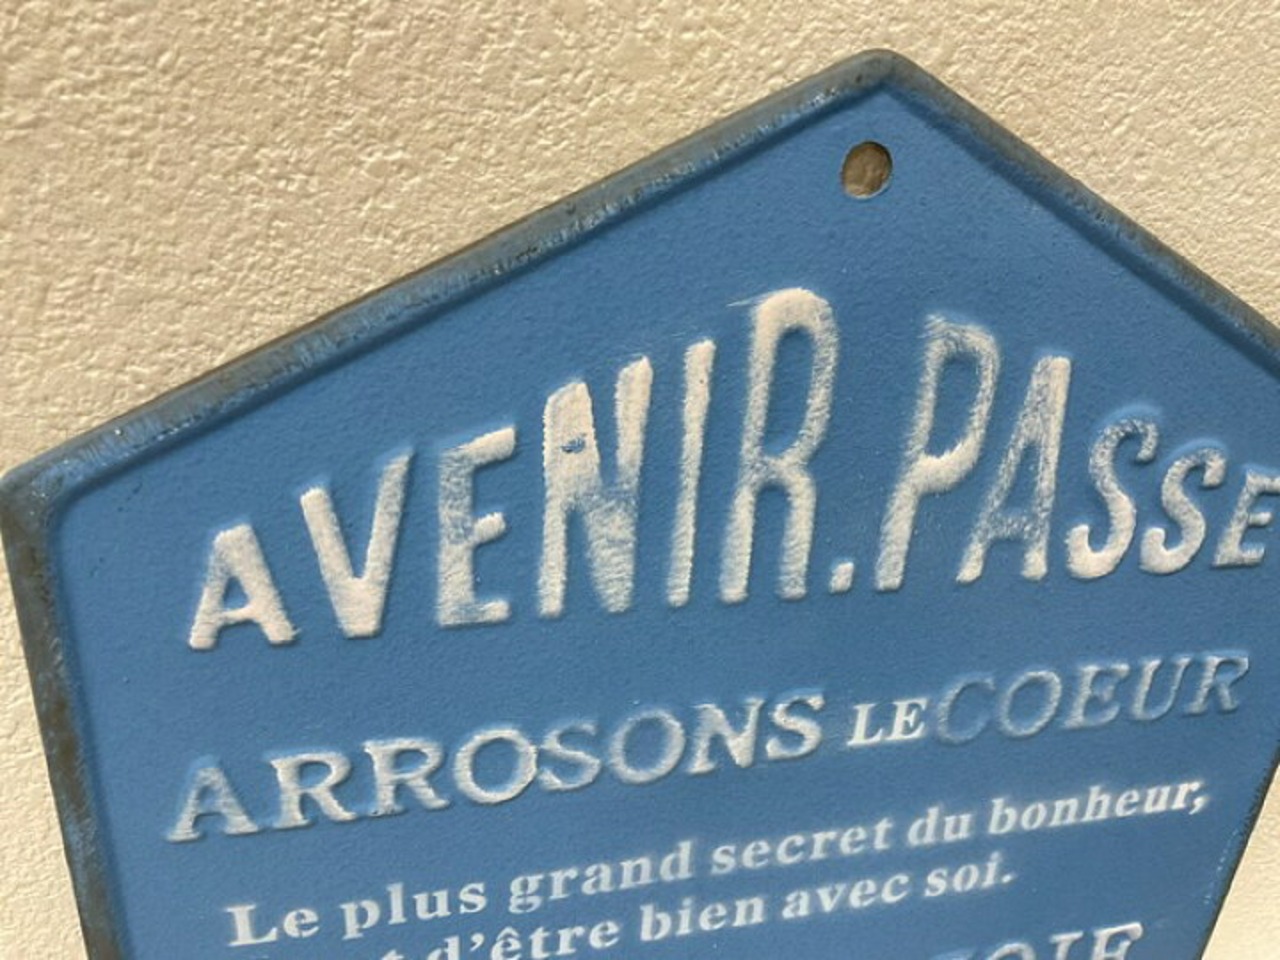 AVENIR.PASSE
ARROSONS LE COEUR
Le plus grand secret du bonheur,
d'être bien avec soi.